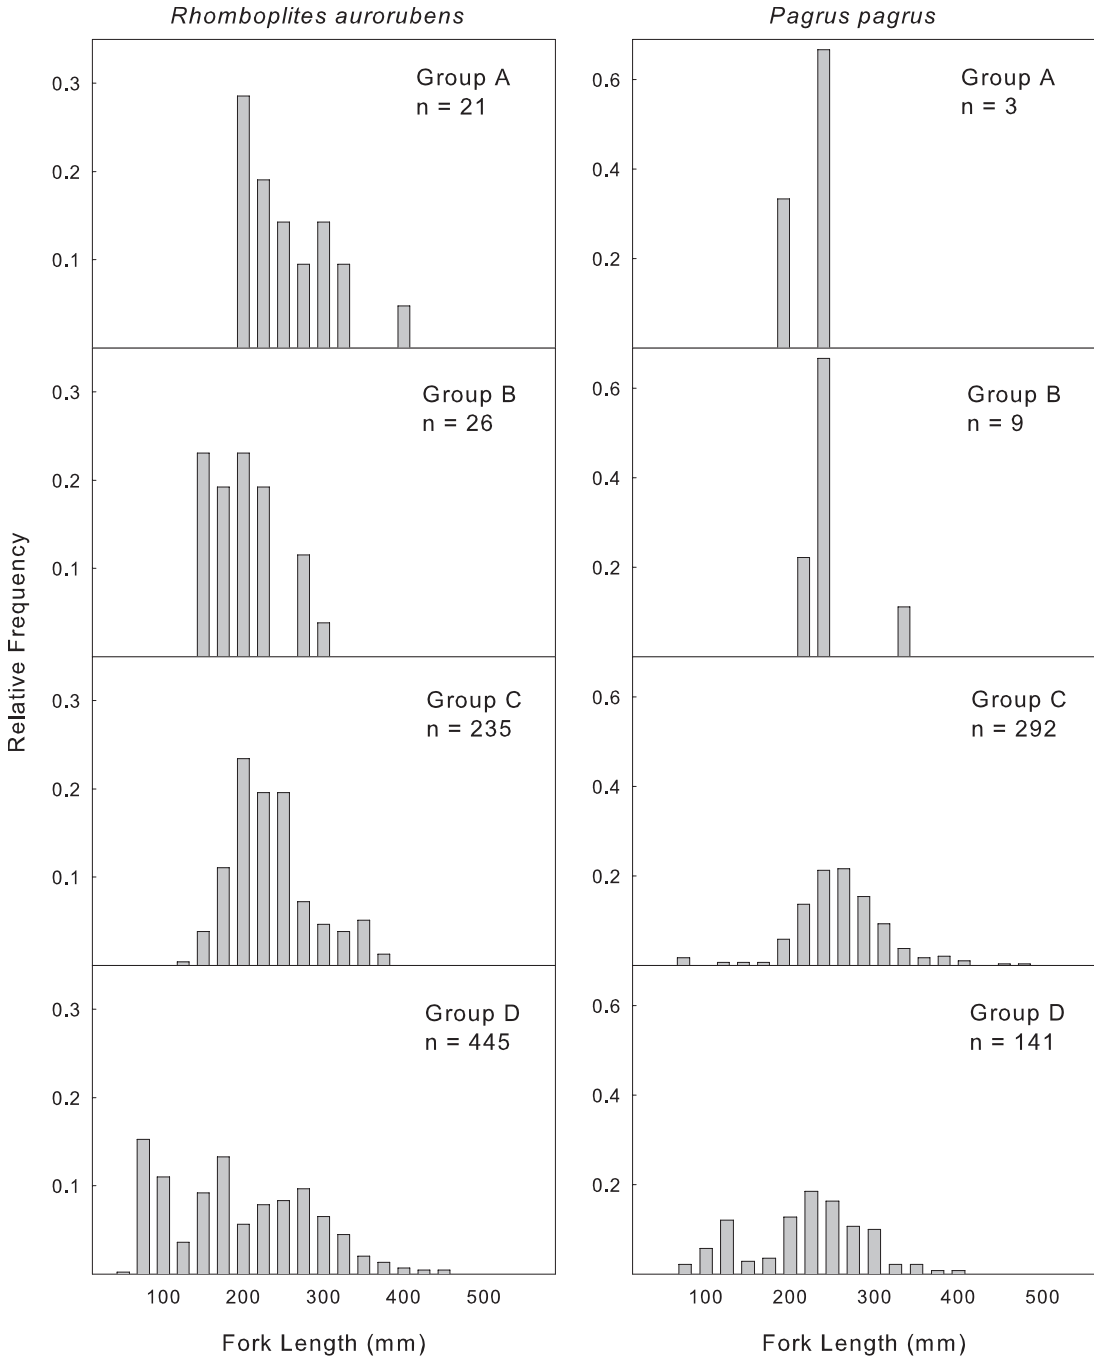 Rhomboplites aurorubens
Pagrus pagrus
Group A
n = 21
0.3
0.2
0.1
Group A
n = 3
0.6
0.4
0.2
Group B
n = 26
0.3
0.2
0.1
Group B
n = 9
0.6
0.4
0.2
Relative Frequency
Group C
n = 235
0.3
0.2
0.1
Group C
n = 292
0.6
0.4
0.2
Group D
n = 445
0.3
0.2
0.1
Group D
n = 141
0.6
0.4
0.2
100 200 300 400 500
100 200 300 400 500
Fork Length (mm)
Fork Length (mm)